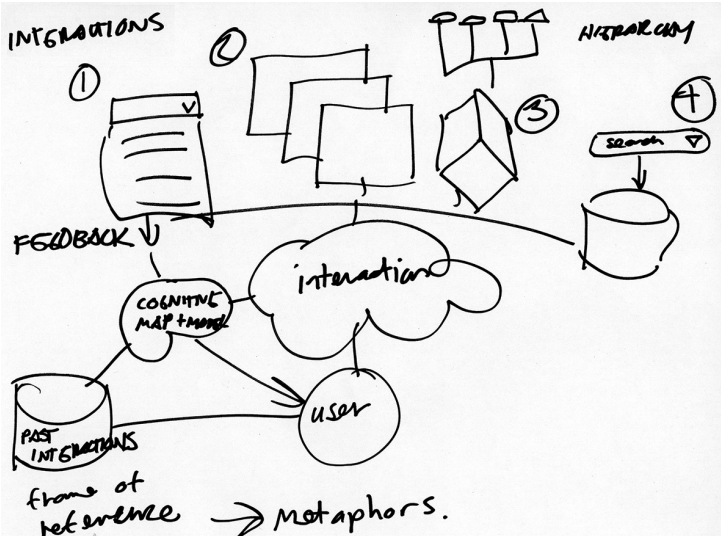 INTERACTIONS
HIERARCHY
1
2
3
4
search
FEEDBACK
interaction
COGNITIVE
MAP + MODEL
user
PAST
INTERACTIONS
frame of
reference → metaphors.